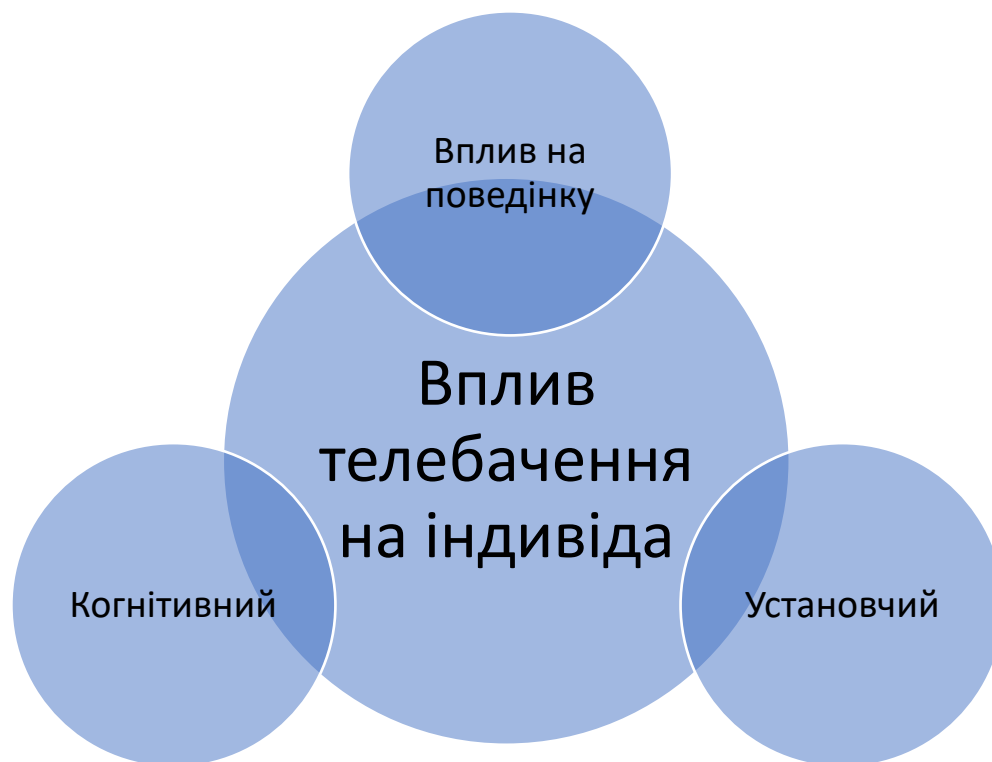 Вплив на
поведінку
Вплив
телебачення
на індивіда
Когнітивний
Установчий